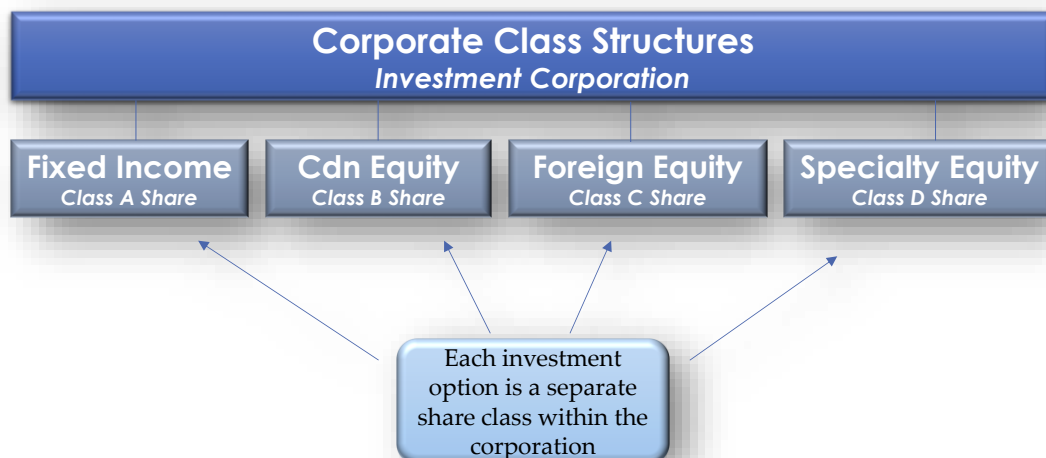 Corporate Class Structures
Investment Corporation
Fixed Income
Class A Share
Cdn Equity
Class B Share
Foreign Equity
Class C Share
Specialty Equity
Class D Share
Each investment
option is a separate
share class within the
corporation